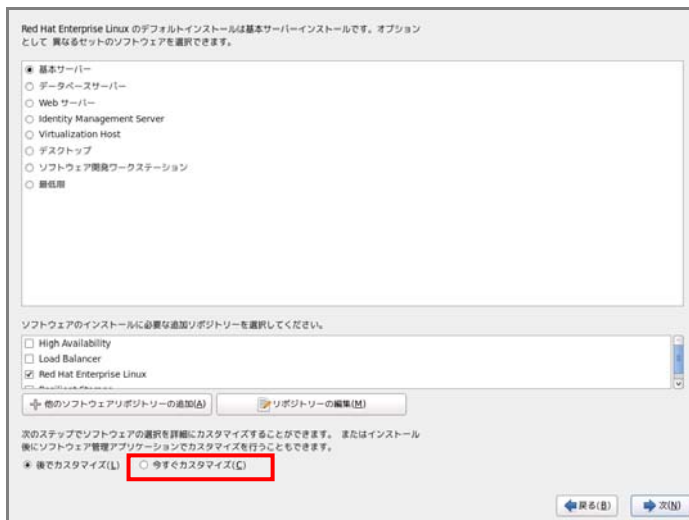 Red Hat Enterprise Linux のデフォルトインストールは基本サーバーインストールです。オプション
として 異なるセットのソフトウェアを選択できます。
基本サーバー
データベースサーバー
Web サーバー
Identity Management Server
Virtualization Host
デスクトップ
ソフトウェア開発ワークステーション
最低限
ソフトウェアのインストールに必要な追加リポジトリーを選択してください。
High Availability
Load Balancer
Red Hat Enterprise Linux
他のソフトウェアリポジトリーの追加(A) リポジトリーの編集(M)
次のステップでソフトウェアの選択を詳細にカスタマイズすることができます。 またはインストール
後にソフトウェア管理アプリケーションでカスタマイズを行うこともできます。
後でカスタマイズ(L) 今すぐカスタマイズ(C)
戻る(B) 次(N)